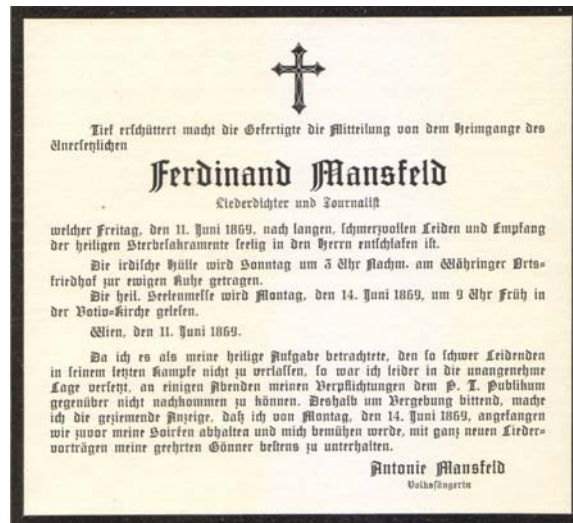 Tief erschüttert macht die Gefertigte die Mitteilung von dem Heimgange des
Unersetzlichen
Ferdinand Mansfeld
Liederdichter und Journalist
welcher Freitag, den 11. Juni 1869, nach langen, schmerzvollen Leiden und Empfang
der heiligen Sterbesakramente seelig in den Herrn entschlafen ist.
Die irdische Hülle wird Sonntag um 3 Uhr Nachm. am Währinger Orts-
friedhof zur ewigen Ruhe getragen.
Die heil. Seelenmesse wird Montag, den 14. Juni 1869, um 9 Uhr Früh in
der Votiv=Kirche gelesen.
Wien, den 11. Juni 1869.
Da ich es als meine heilige Aufgabe betrachtete, den so schwer Leidenden
in seinem letzten Kampfe nicht zu verlassen, so war ich leider in die unangenehme
Lage versetzt, an einigen Abenden meinen Verpflichtungen dem P. T. Publikum
gegenüber nicht nachkommen zu können. Deshalb um Vergebung bittend, mache
ich die geziemende Anzeige, daß ich von Montag, den 14. Juni 1869, angefangen
wie zuvor meine Soiréen abhalten und mich bemühen werde, mit ganz neuen Lieder=
vorträgen meine geehrten Gönner bestens zu unterhalten.
Antonie Mansfeld
Volkssängerin